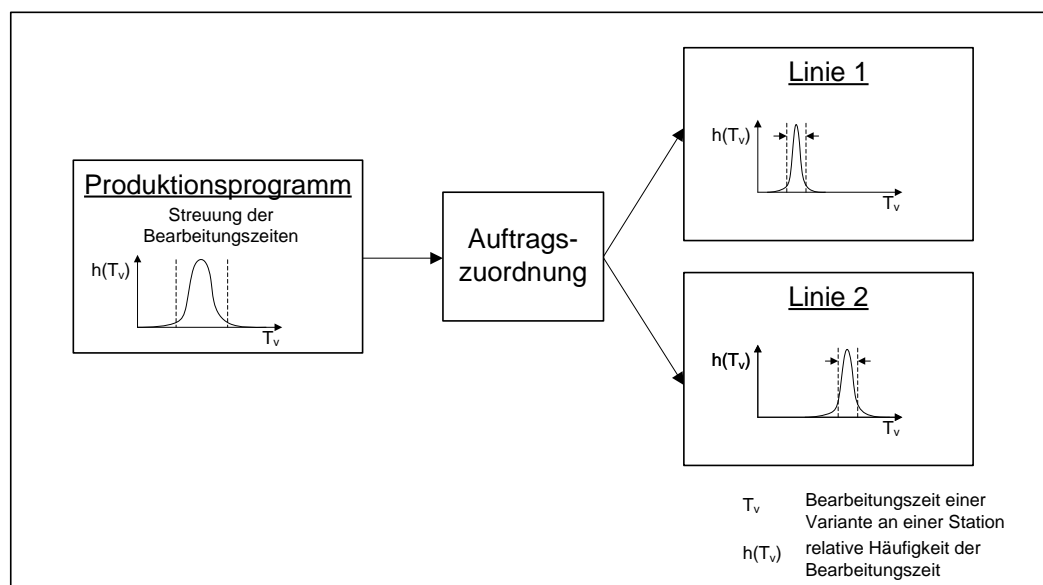 Produktionsprogramm
Streuung der
Bearbeitungszeiten
h(Tv)
Tv
Auftrags-
zuordnung
Linie 1
h(Tv)
Tv
Linie 2
h(Tv)
Tv
Tv Bearbeitungszeit einer
Variante an einer Station
h(Tv) relative Häufigkeit der
Bearbeitungszeit